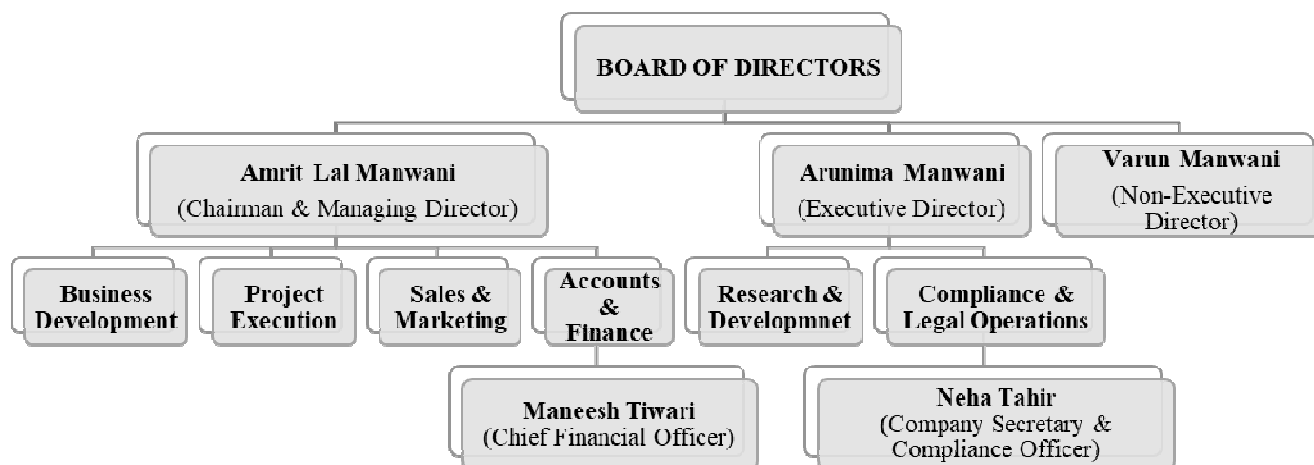 BOARD OF DIRECTORS
Amrit Lal Manwani
(Chairman & Managing Director)
Arunima Manwani
(Executive Director)
Varun Manwani
(Non-Executive
Director)
Business
Development
Project
Execution
Sales &
Marketing
Accounts
&
Finance
Research &
Developmnet
Compliance &
Legal Operations
Maneesh Tiwari
(Chief Financial Officer)
Neha Tahir
(Company Secretary &
Compliance Officer)